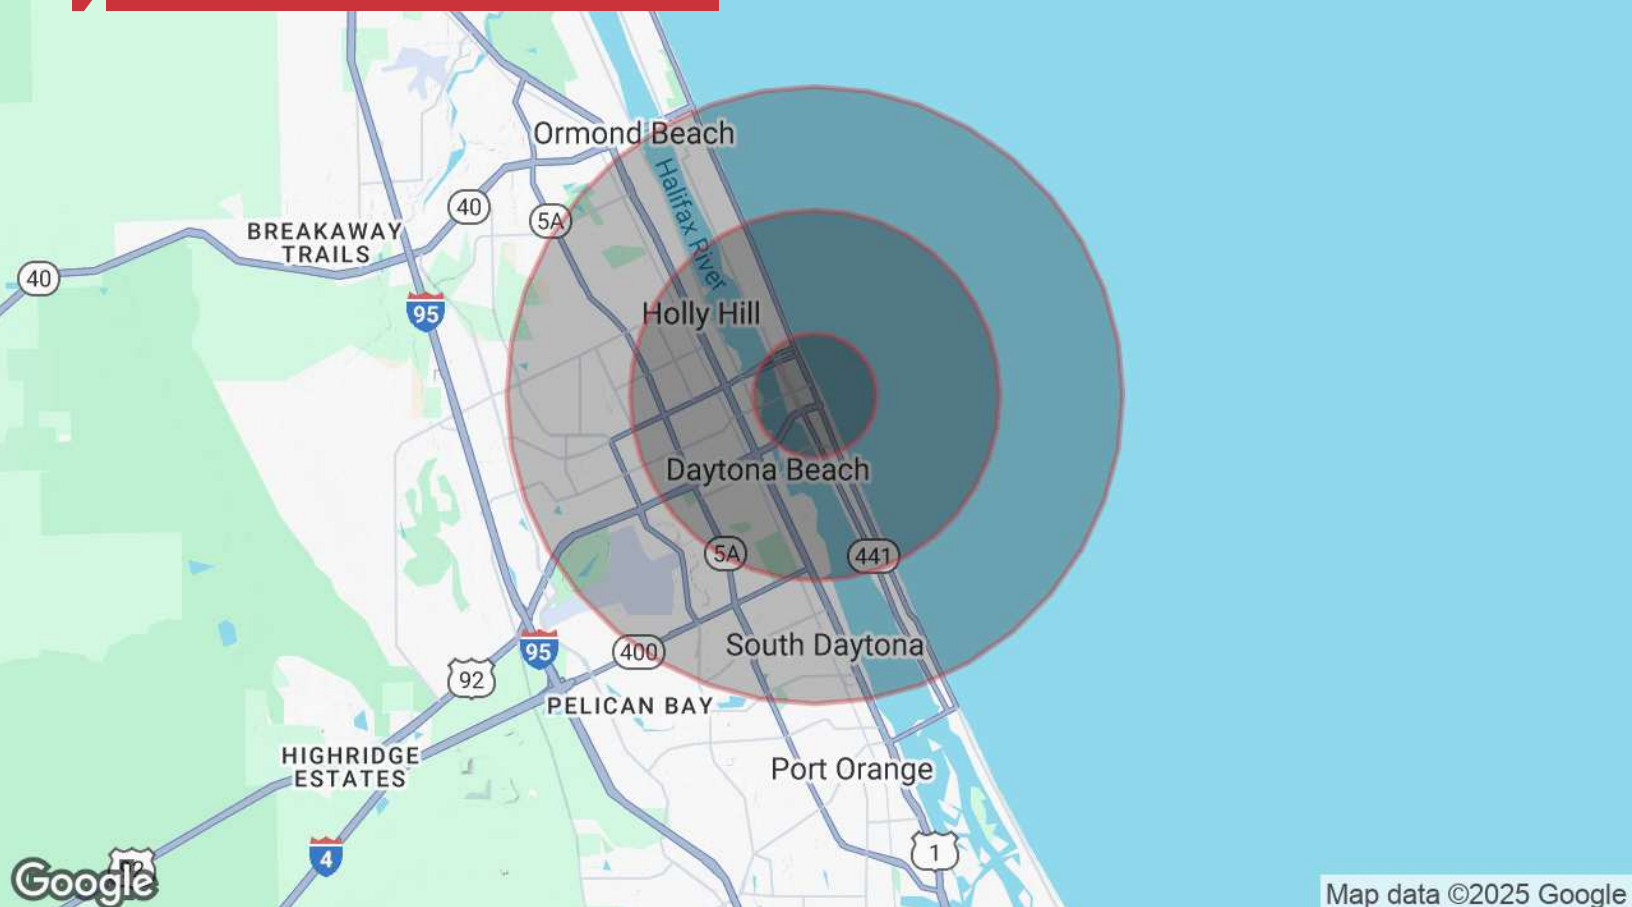 Ormond Beach
Halifax River
40
5A
BREAKAWAY
TRAILS
40
95
Holly Hill
Daytona Beach
5A
441
95
400
South Daytona
92
PELICAN BAY
HIGHRIDGE
ESTATES
Port Orange
1
4
Google
Map data ©2025 Google